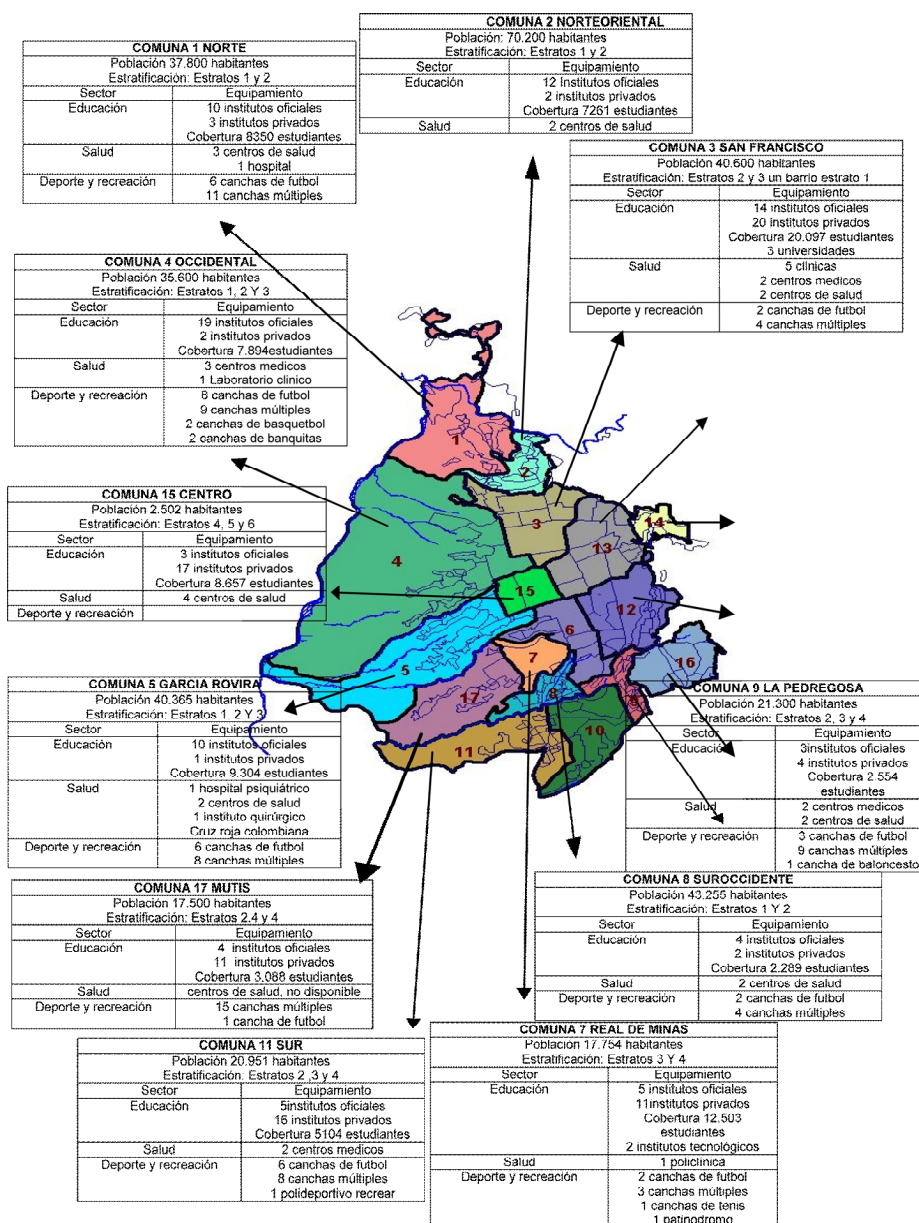 COMUNA 2 NORTEORIENTAL
Población: 70.200 habitantes
Estratificación: Estratos 1 y 2
Sector Equipamiento
Educación 12 Institutos oficiales
2 institutos privados
Cobertura 7261 estudiantes
Salud 2 centros de salud
COMUNA 1 NORTE
Población 37.800 habitantes
Estratificación: Estratos 1 y 2
Sector Equipamiento
Educación 10 institutos oficiales
3 institutos privados
Cobertura 8350 estudiantes
Salud 3 centros de salud
1 hospital
Deporte y recreación 6 canchas de futbol
11 canchas múltiples
COMUNA 3 SAN FRANCISCO
Población 40.600 habitantes
Estratificación: Estratos 2 y 3 un barrio estrato 1
Sector Equipamiento
Educación 14 institutos oficiales
20 institutos privados
Cobertura 20.097 estudiantes
3 universidades
Salud 5 clínicas
2 centros medicos
2 centros de salud
Deporte y recreación 2 canchas de futbol
4 canchas múltiples
COMUNA 4 OCCIDENTAL
Población 35.600 habitantes
Estratificación: Estratos 1, 2 Y 3
Sector Equipamiento
Educación 19 institutos oficiales
2 institutos privados
Cobertura 7.894estudiantes
Salud 3 centros medicos
1 Laboratorio clinico
Deporte y recreación 8 canchas de futbol
9 canchas múltiples
2 canchas de basquetbol
2 canchas de banquitas
COMUNA 15 CENTRO
Población 2.502 habitantes
Estratificación: Estratos 4, 5 y 6
Sector Equipamiento
Educación 3 institutos oficiales
17 institutos privados
Cobertura 8.657 estudiantes
Salud 4 centros de salud
Deporte y recreación
1
2
3
14
13
4
15
12
6
7
16
5
17
8
9
10
11
COMUNA 5 GARCIA ROVIRA
Población 40.365 habitantes
Estratificación: Estratos 1, 2 Y 3
Sector Equipamiento
Educación 10 institutos oficiales
1 institutos privados
Cobertura 9.304 estudiantes
Salud 1 hospital psiquiátrico
2 centros de salud
1 instituto quirúrgico
Cruz roja colombiana
Deporte y recreación 6 canchas de futbol
8 canchas múltiples
COMUNA 9 LA PEDREGOSA
Población 21.300 habitantes
Estratificación: Estratos 2, 3 y 4
Sector Equipamiento
Educación 3institutos oficiales
4 institutos privados
Cobertura 2.554
estudiantes
Salud 2 centros medicos
2 centros de salud
Deporte y recreación 3 canchas de futbol
9 canchas múltiples
1 cancha de baloncesto
COMUNA 17 MUTIS
Población 17.500 habitantes
Estratificación: Estratos 2,4 y 4
Sector Equipamiento
Educación 4 institutos oficiales
11 institutos privados
Cobertura 3,088 estudiantes
Salud centros de salud, no disponible
Deporte y recreación 15 canchas múltiples
1 cancha de futbol
COMUNA 8 SUROCCIDENTE
Población 43.255 habitantes
Estratificación: Estratos 1 Y 2
Sector Equipamiento
Educación 4 institutos oficiales
2 institutos privados
Cobertura 2.289 estudiantes
Salud 2 centros de salud
Deporte y recreación 2 canchas de futbol
4 canchas múltiples
COMUNA 11 SUR
Población 20.951 habitantes
Estratificación: Estratos 2 ,3 y 4
Sector Equipamiento
Educación 5institutos oficiales
16 institutos privados
Cobertura 5104 estudiantes
Salud 2 centros medicos
Deporte y recreación 6 canchas de futbol
8 canchas múltiples
1 polideportivo recrear
COMUNA 7 REAL DE MINAS
Población 17.754 habitantes
Estratificación: Estratos 3 Y 4
Sector Equipamiento
Educación 5 institutos oficiales
11institutos privados
Cobertura 12.503
estudiantes
2 institutos tecnológicos
Salud 1 policlínica
Deporte y recreación 2 canchas de futbol
3 canchas múltiples
1 canchas de tenis
1 patinodromo